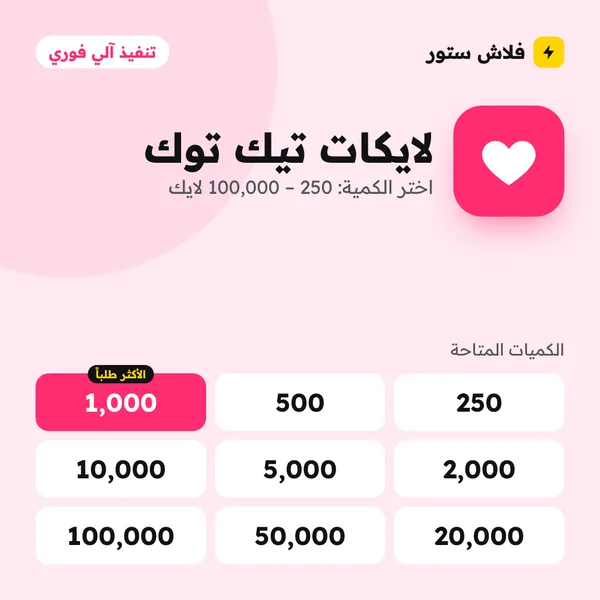 فلاش ستور
تنفيذ آلي فوري
لايكات تيك توك
اختر الكمية: 250 – 100,000 لايك
الكميات المتاحة
250
500
الأكثر طلباً
1,000
2,000
5,000
10,000
20,000
50,000
100,000